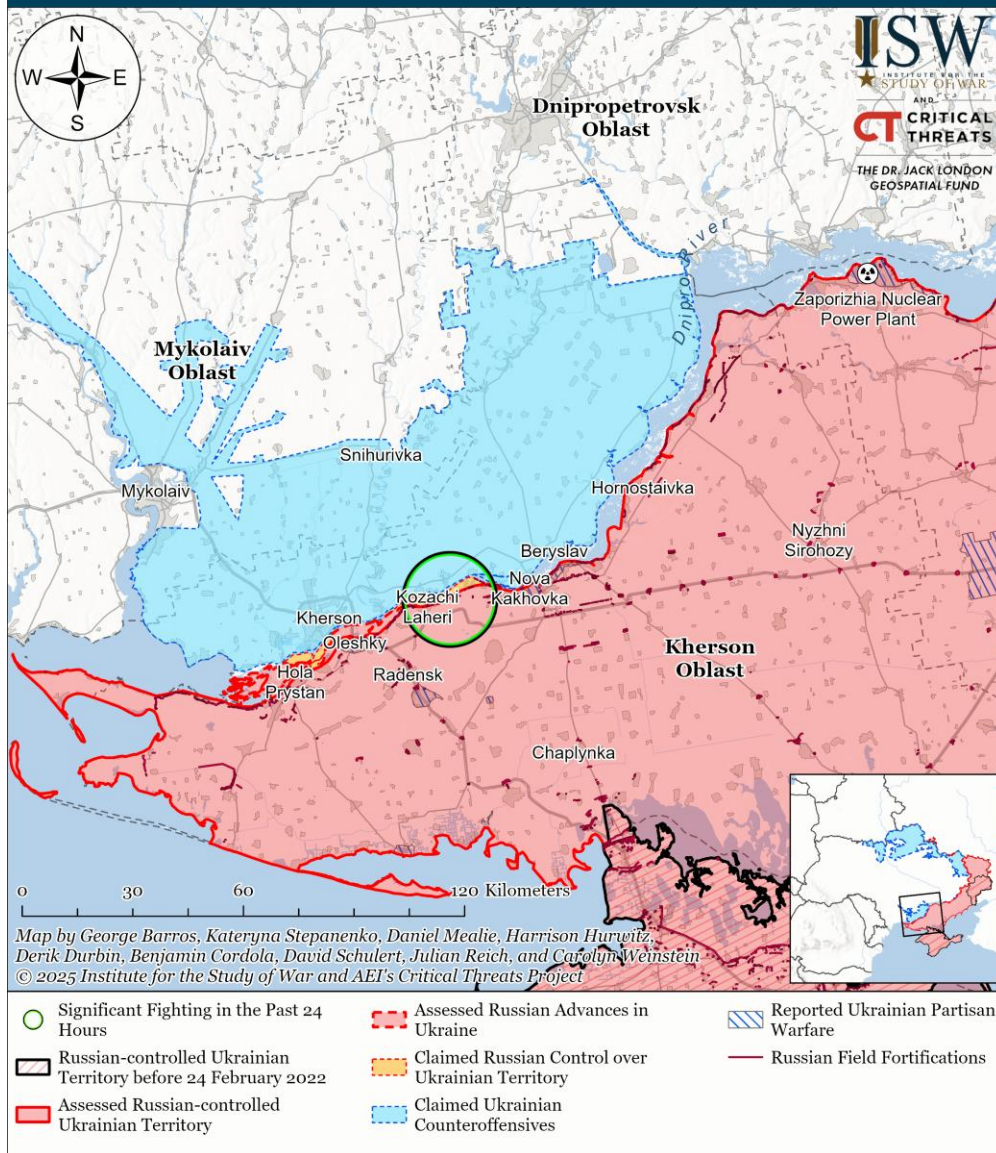 N
W E
S
ISW
INSTITUTE FOR THE
STUDY OF WAR
AND
CT CRITICAL
THREATS
THE DR. JACK LONDON
GEOSPATIAL FUND
Dnipropetrovsk
Oblast
Dnipro River
Zaporizhia Nuclear
Power Plant
Mykolaiv
Oblast
Snihurivka
Mykolaiv
Hornostaivka
Nyzhni
Sirohozy
Beryslav
Nova
Kakhovka
Kozachi
Laheri
Kherson
Oleshky
Hola
Prystan
Radensk
Kherson
Oblast
Chaplynka
0 30 60 120 Kilometers
Map by George Barros, Kateryna Stepanenko, Daniel Mealie, Harrison Hurwitz,
Derik Durbin, Benjamin Cordola, David Schulert, Julian Reich, and Carolyn Weinstein
© 2025 Institute for the Study of War and AEI's Critical Threats Project
Significant Fighting in the Past 24
Hours
Russian-controlled Ukrainian
Territory before 24 February 2022
Assessed Russian-controlled
Ukrainian Territory
Assessed Russian Advances in
Ukraine
Claimed Russian Control over
Ukrainian Territory
Claimed Ukrainian
Counteroffensives
Reported Ukrainian Partisan
Warfare
Russian Field Fortifications